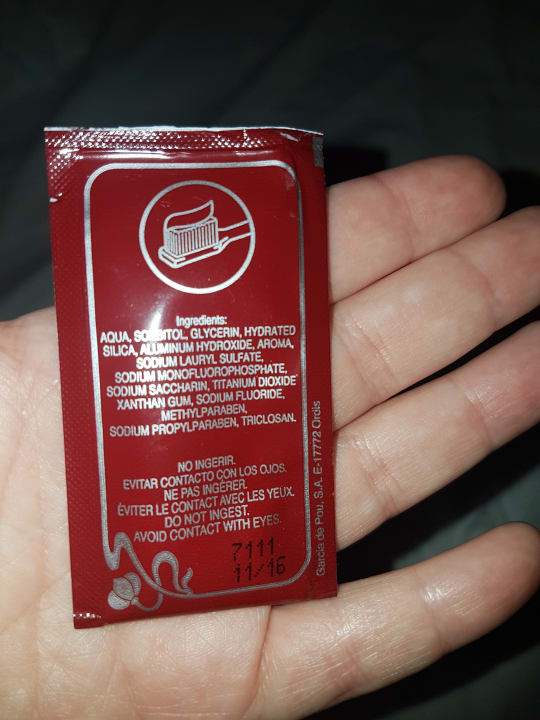 Ingredients:
AQUA, SORBITOL, GLYCERIN, HYDRATED
SILICA, ALUMINUM HYDROXIDE, AROMA,
SODIUM LAURYL SULFATE,
SODIUM MONOFLUOROPHOSPHATE,
SODIUM SACCHARIN, TITANIUM DIOXIDE
XANTHAN GUM, SODIUM FLUORIDE,
METHYLPARABEN,
SODIUM PROPYLPARABEN, TRICLOSAN.
NO INGERIR.
EVITAR CONTACTO CON LOS OJOS.
NE PAS INGÉRER.
ÉVITER LE CONTACT AVEC LES YEUX.
DO NOT INGEST.
AVOID CONTACT WITH EYES.
7111
11/16
Garcia de Pou, S.A. E-17772 Ordis